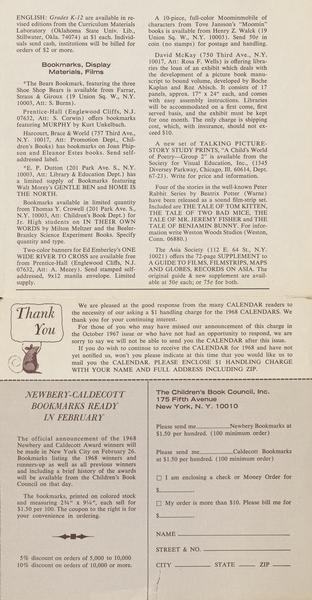 ENGLISH: Grades K-12 are available in re-
vised editions from the Curriculum Materials
Laboratory (Oklahoma State Univ. Lib.,
Stillwater, Okla. 74074) at $1 each. Individ-
uals send cash, institutions will be billed
for orders of $2 or more.
Bookmarks, Display
Materials, Films
*The Bears Bookmark, featuring the three
Shoe Shop Bears is available from Farrar,
Straus & Giroux (19 Union Sq. W., N.Y.
10003, Att: S. Burns).
Prentice-Hall (Englewood Cliffs, N.J.
07632, Att: S. Corwin) offers bookmarks
featuring MURPHY by Kurt Unkelbach.
Harcourt, Brace & World (757 Third Ave.,
N.Y. 10017, Att: Promotion Dept., Chil-
dren's Books) has bookmarks on Joan Phip-
son and Eleanor Estes books. Send self-
addressed label.
*E. P. Dutton (201 Park Ave. S., N.Y.
10003, Att: Library & Education Dept.) has
a limited supply of Bookmarks featuring
Walt Morey's GENTLE BEN and HOME IS
THE NORTH.
Bookmarks available in limited quantity
from Thomas Y. Crowell (201 Park Ave. S.,
N.Y. 10003, Att: Children's Book Dept.) for
Jr. High students on IN THEIR OWN
WORDS by Milton Meltzer and the Beeler-
Branley Science Experiment Books. Specify
quantity and type.
Two-color banners for Ed Emberley's ONE
WIDE RIVER TO CROSS are available free
from Prentice-Hall (Englewood Cliffs, N.J.
07632, Att: A. Mezey). Send stamped self-
addressed, 9x12 manila envelope. Limited
supply.
A 10-piece, full-color Moominmobile of
characters from Tove Jansson's "Moomin"
books is available from Henry Z. Walck (19
Union Sq. W., N.Y. 10003). Send 50¢ in
coin (no stamps) for postage and handling.
David McKay (750 Third Ave., N.Y.
10017, Att: Rosa F. Wells) is offering libra-
ries the loan of an exhibit which deals with
the development of a picture book manu-
script to bound volume, developed by Boche
Kaplan and Roz Abisch. It consists of 17
panels, approx. 17" x 24" each, and comes
with easy assembly instructions. Libraries
will be accommodated on a first come, first
served basis, and the exhibit must be kept
for one month. The only charge is shipping
cost, which, with insurance, should not ex-
ceed $10.
A new set of TALKING PICTURE-
STORY STUDY PRINTS, "A Child's World
of Poetry—Group 2" is available from the
Society for Visual Education, Inc., (1345
Diversey Parkway, Chicago, Ill. 60614, Dept.
67-23). Write for price and information.
Four of the stories in the well-known Peter
Rabbit Series by Beatrix Potter (Warne)
have been released as a sound film-strip set.
Included are THE TALE OF TOM KITTEN,
THE TALE OF TWO BAD MICE, THE
TALE OF MR. JEREMY FISHER and THE
TALE OF BENJAMIN BUNNY. For infor-
mation write Weston Woods Studios (Weston,
Conn. 06880.)
The Asia Society (112 E. 64 St., N.Y.
10021) offers the 72-page SUPPLEMENT to
A GUIDE TO FILMS, FILMSTRIPS, MAPS
AND GLOBES, RECORDS ON ASIA. The
original guide & new supplement are avail-
able at 50¢ each; or 75¢ for both.
Thank
You
We are pleased at the good response from the many CALENDAR readers to
the necessity of our asking a $1 handling charge for the 1968 CALENDARS. We
thank you for your continuing interest.
For those of you who may have missed our announcement of this change in
the October 1967 issue or who have not had an opportunity to respond, we are
sorry to say we will not be able to send you the CALENDAR after this issue.
If you do wish to continue to receive the CALENDAR for 1968 and have not
yet notified us, won't you please indicate at this time that you would like us to
mail you the CALENDAR. PLEASE ENCLOSE $1 HANDLING CHARGE
WITH YOUR NAME AND FULL ADDRESS INCLUDING ZIP.
NEWBERY-CALDECOTT
BOOKMARKS READY
IN FEBRUARY
The official announcement of the 1968
Newbery and Caldecott Award winners will
be made in New York City on February 26.
Bookmarks listing the 1968 winners and
runners-up as well as all previous winners
and including a brief history of the awards
will be available from the Children's Book
Council on that day.
The bookmarks, printed on colored stock
and measuring 2¾" x 9¼", each sell for
$1.50 per 100. The coupon to the right is for
your convenience in ordering.
5% discount on orders of 5,000 to 10,000
10% discount on orders of 10,000 or more.
The Children's Book Council, Inc.
175 Fifth Avenue
New York, N. Y. 10010
Please send me Newbery Bookmarks at
$1.50 per hundred. (100 minimum order)
Please send me Caldecott Bookmarks
at $1.50 per hundred. (100 minimum order)
I am enclosing a check or Money Order for
$
My order is more than $10. Please bill me for
$
NAME
STREET & NO.
CITY STATE ZIP